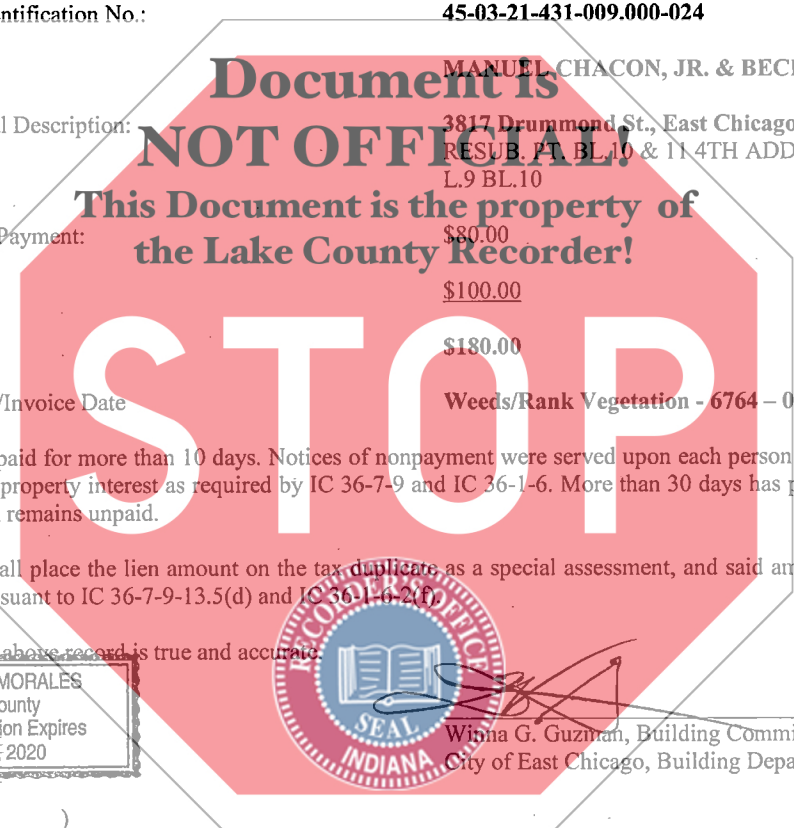 ntification No.: 45-03-21-431-009.000-024
Document is
MANUEL CHACON, JR. & BECK
l Description: 3817 Drummond St., East Chicago
NOT OFFICIAL!
RESUB. PT. BL.10 & 11 4TH ADD
L.9 BL.10
This Document is the property of
Payment: $80.00
the Lake County Recorder!
$100.00
STOP
$180.00
/Invoice Date Weeds/Rank Vegetation - 6764 – 0
paid for more than 10 days. Notices of nonpayment were served upon each person
property interest as required by IC 36-7-9 and IC 36-1-6. More than 30 days has p
remains unpaid.
all place the lien amount on the tax duplicate as a special assessment, and said am
suant to IC 36-7-9-13.5(d) and IC 36-1-6-2(f).
above record is true and accurate.
RECORDER'S OFFICE
SEAL
INDIANA
MORALES
ounty
ion Expires
2020
Winna G. Guzman, Building Commi
City of East Chicago, Building Depa
)